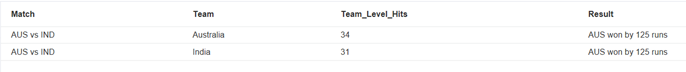 Match Team Team_Level_Hits Result
AUS vs IND Australia 34 AUS won by 125 runs
AUS vs IND India 31 AUS won by 125 runs